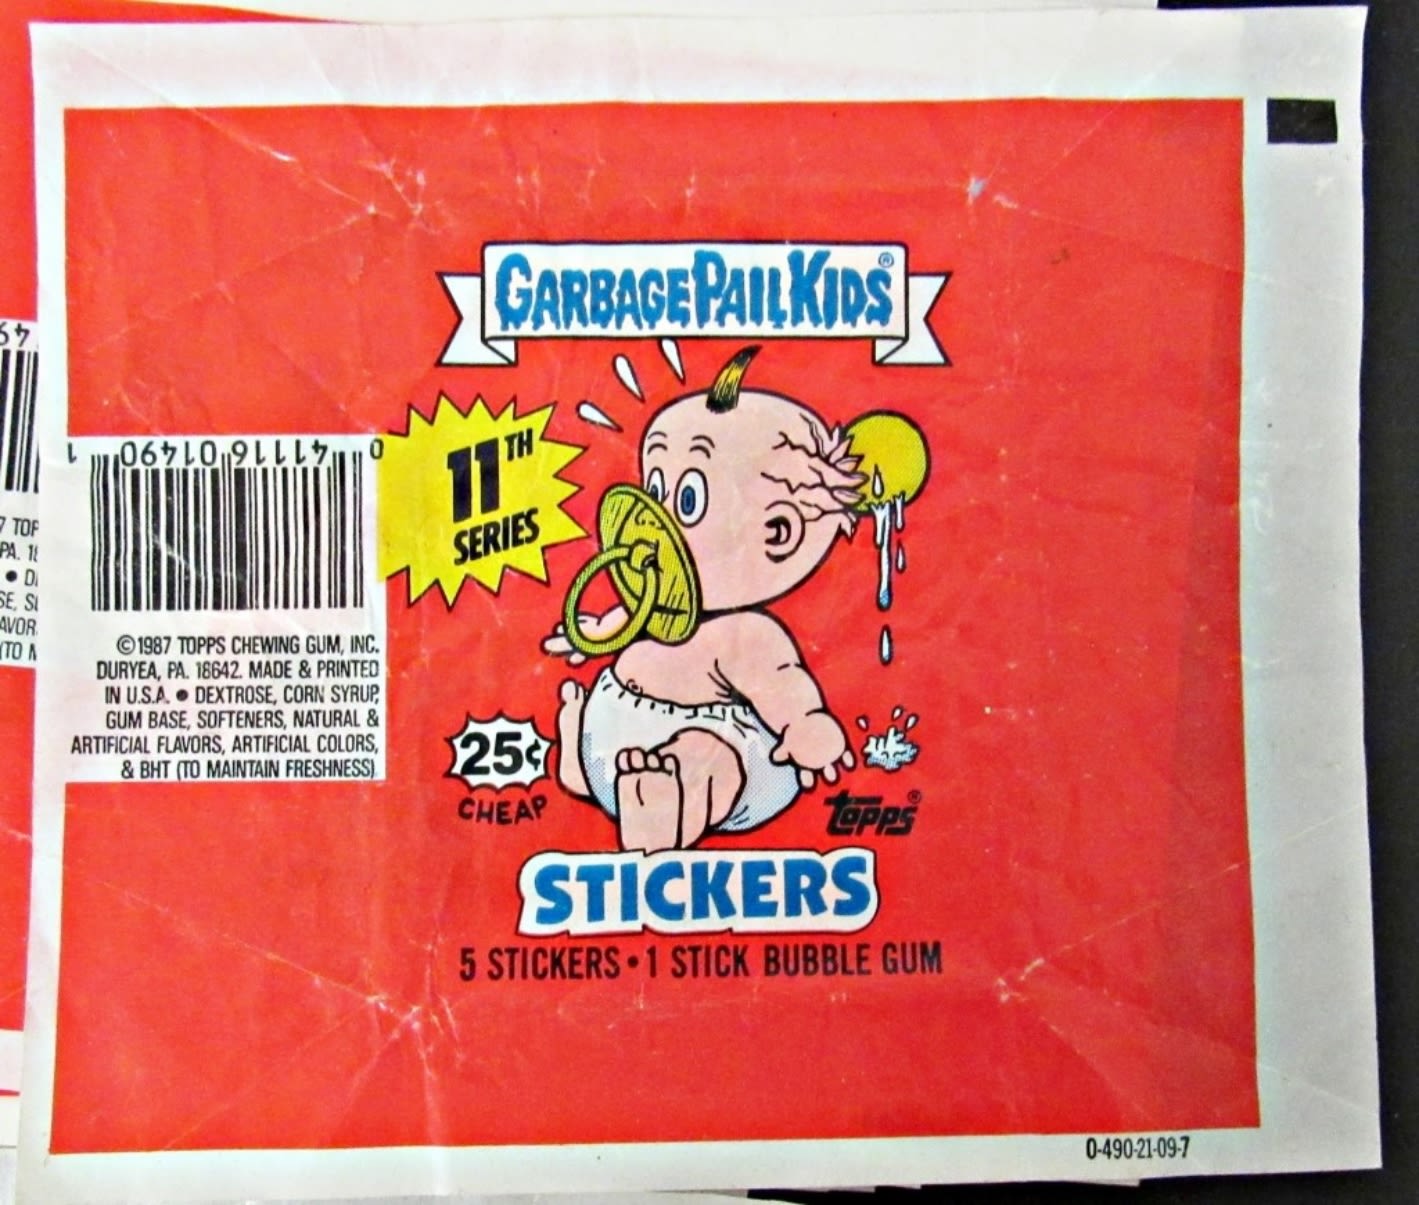 GARBAGE PAIL KIDS®
11TH
SERIES
0 41116 01490 1
©1987 TOPPS CHEWING GUM, INC.
DURYEA, PA. 18642. MADE & PRINTED
IN U.S.A. ● DEXTROSE, CORN SYRUP,
GUM BASE, SOFTENERS, NATURAL &
ARTIFICIAL FLAVORS, ARTIFICIAL COLORS,
& BHT (TO MAINTAIN FRESHNESS)
25¢
CHEAP
topps®
STICKERS
5 STICKERS • 1 STICK BUBBLE GUM
0-490-21-09-7